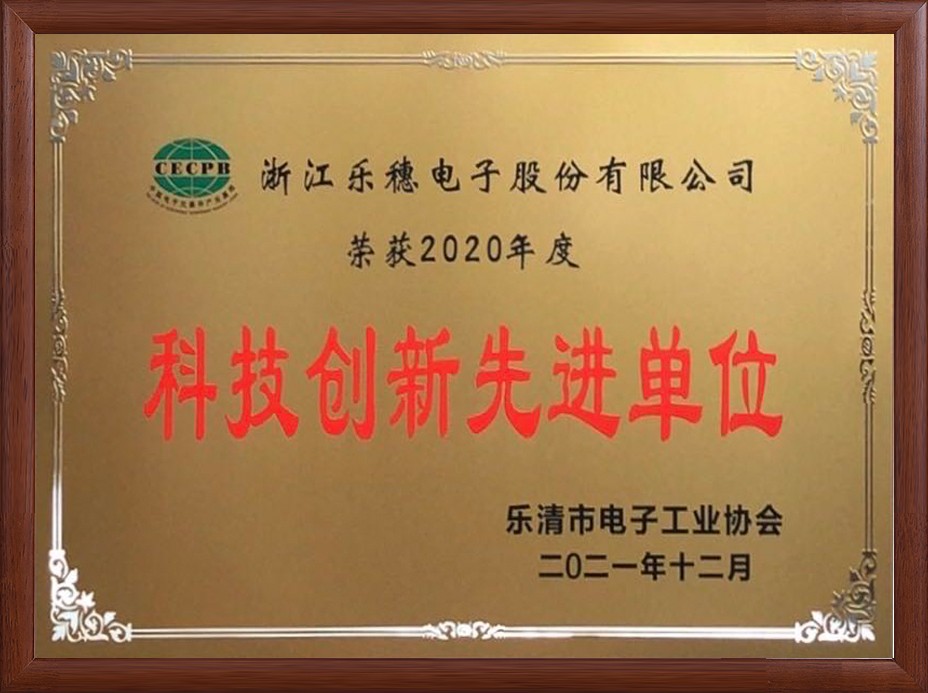 CECPB
浙江乐穗电子股份有限公司
荣获2020年度
科技创新先进单位
乐清市电子工业协会
二0二一年十二月